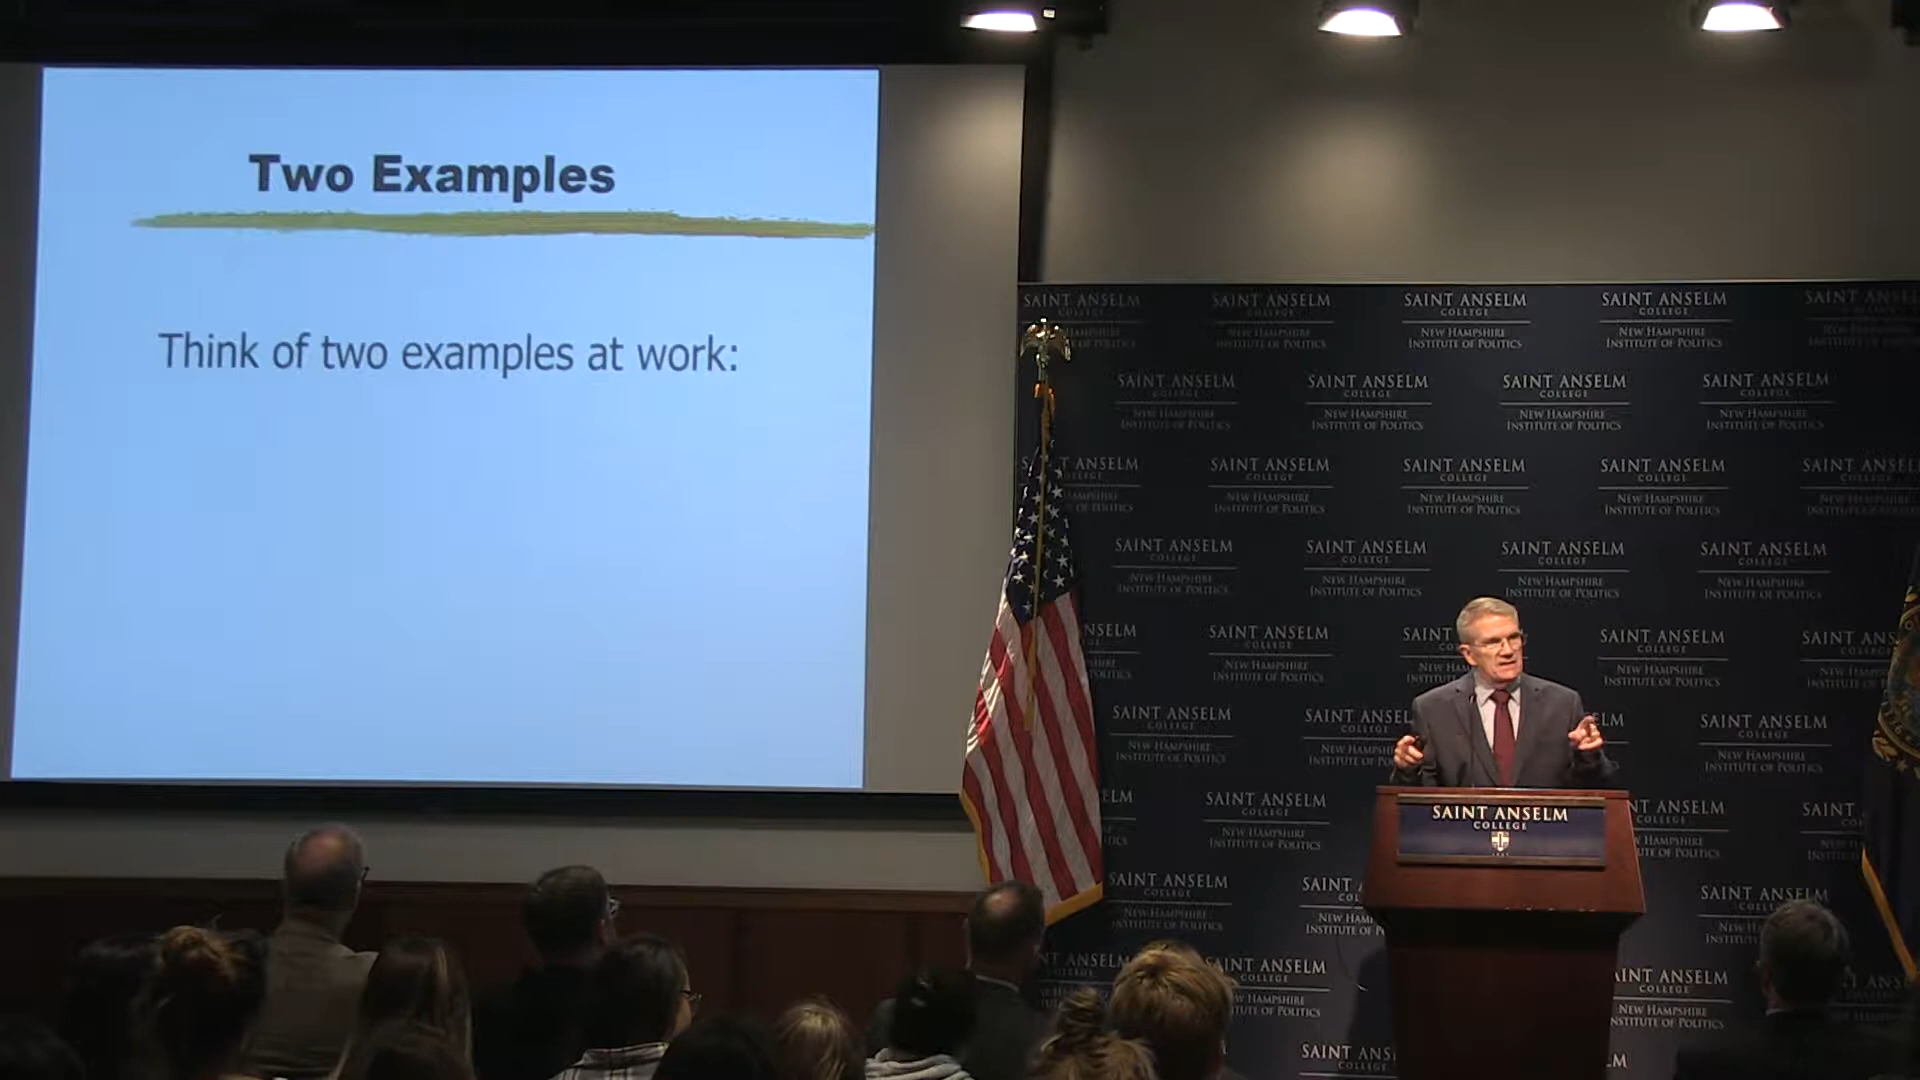 Two Examples
Think of two examples at work:
SAINT ANSELM
COLLEGE
NEW HAMPSHIRE
INSTITUTE OF POLITICS
SAINT ANSELM
COLLEGE